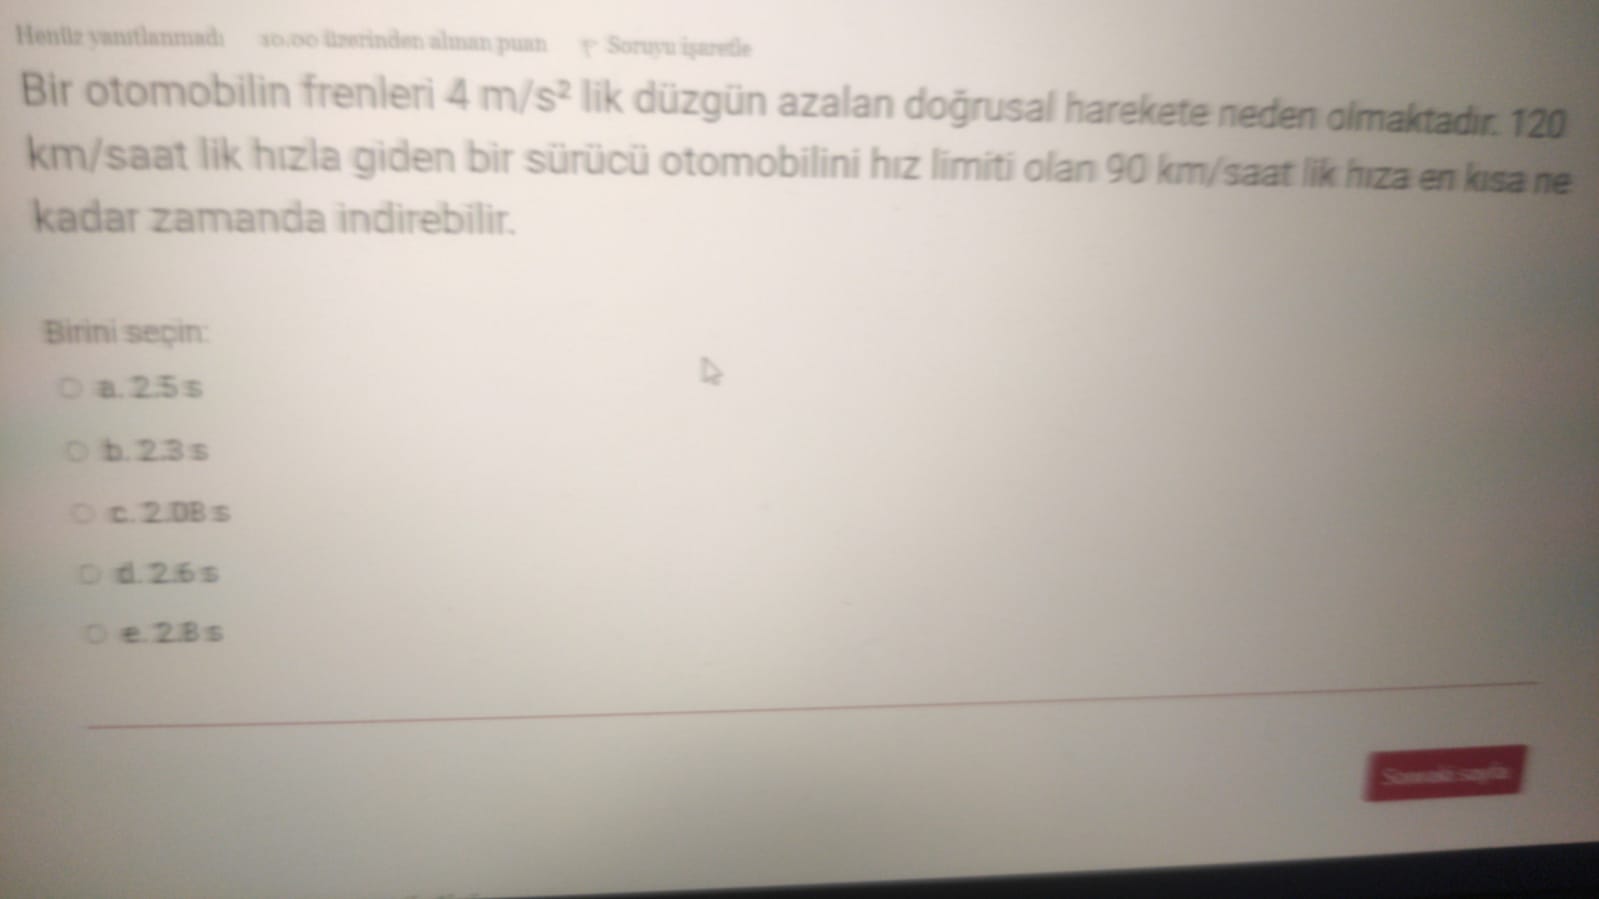 Henüz yanıtlanmadı 10,00 üzerinden alınan puan Soruyu işaretle
Bir otomobilin frenleri 4 m/s² lik düzgün azalan doğrusal harekete neden olmaktadır. 120
km/saat lik hızla giden bir sürücü otomobilini hız limiti olan 90 km/saat lik hıza en kısa ne
kadar zamanda indirebilir.
Birini seçin:
a. 2.5 s
b. 2.3 s
c. 2.08 s
d. 2.6 s
e. 2.8 s
Sonraki sayfa